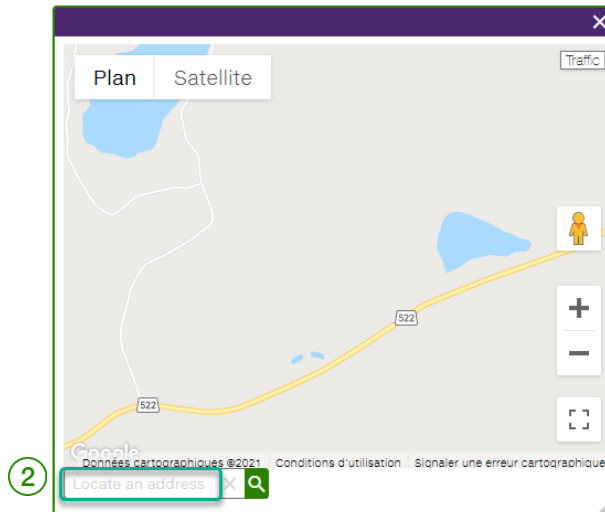 Plan Satellite
Traffic
522
522
Google
Données cartographiques ©2021 Conditions d'utilisation Signaler une erreur cartographique
2
Locate an address